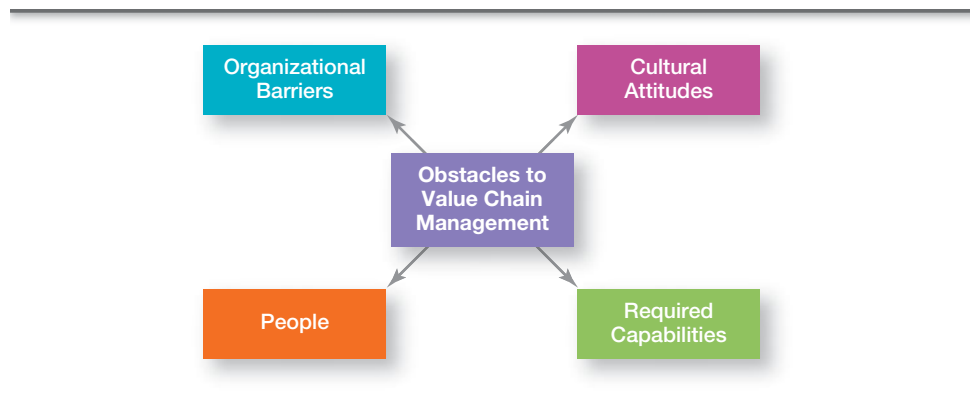 Organizational
Barriers
Cultural
Attitudes
Obstacles to
Value Chain
Management
People
Required
Capabilities